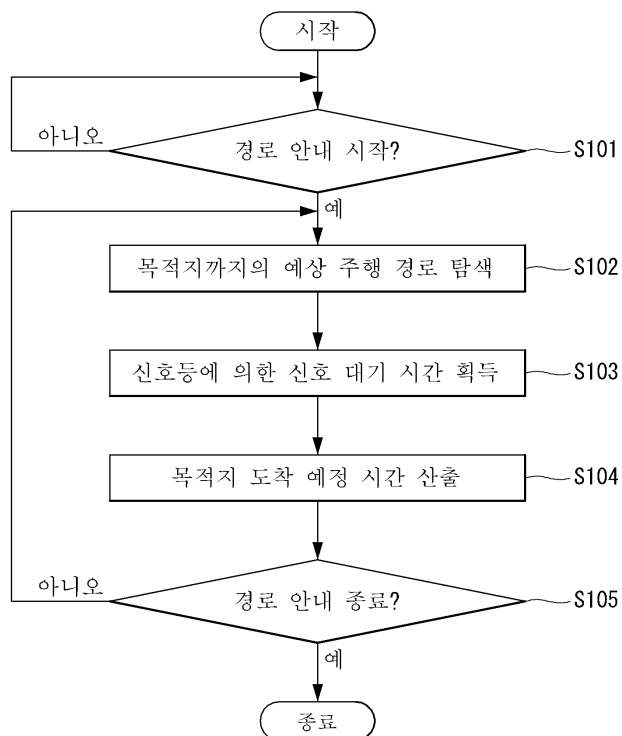 시작
아니오
경로 안내 시작?
S101
예
목적지까지의 예상 주행 경로 탐색
S102
신호등에 의한 신호 대기 시간 획득
S103
목적지 도착 예정 시간 산출
S104
아니오
경로 안내 종료?
S105
예
종료